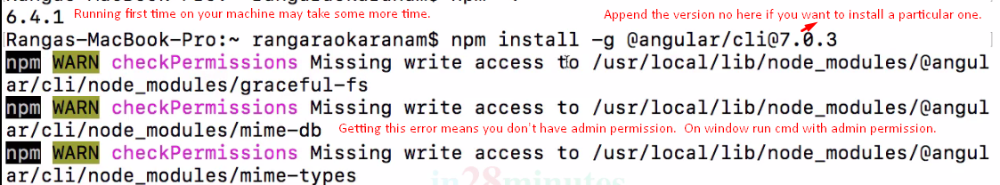 6.4.1 Running first time on your machine may take some more time. Append the version no here if you want to install a particular one.
Rangas-MacBook-Pro:~ rangaraokaranam$ npm install -g @angular/cli@7.0.3
npm WARN checkPermissions Missing write access to /usr/local/lib/node_modules/@angul
ar/cli/node_modules/graceful-fs
npm WARN checkPermissions Missing write access to /usr/local/lib/node_modules/@angul
ar/cli/node_modules/mime-db Getting this error means you don't have admin permission. On window run cmd with admin permission.
npm WARN checkPermissions Missing write access to /usr/local/lib/node_modules/@angul
ar/cli/node_modules/mime-types
in28minutes